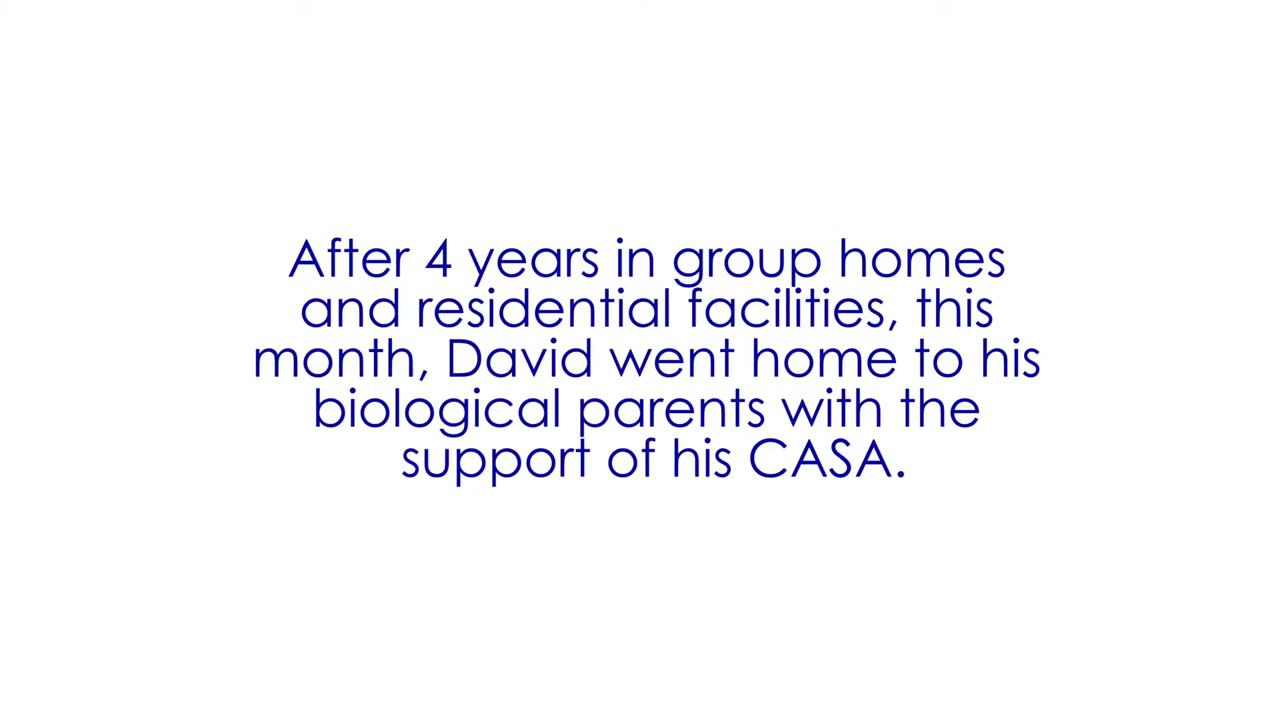 After 4 years in group homes
and residential facilities, this
month, David went home to his
biological parents with the
support of his CASA.